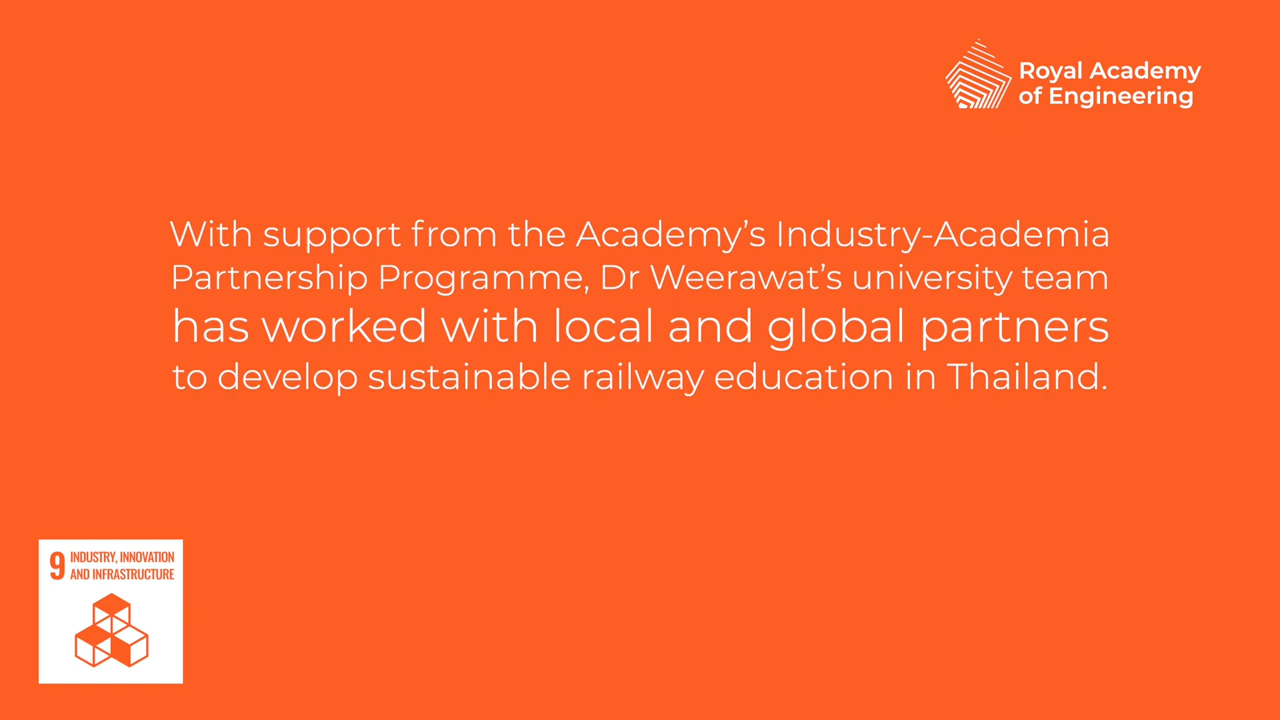 Royal Academy
of Engineering
With support from the Academy’s Industry-Academia
Partnership Programme, Dr Weerawat’s university team
has worked with local and global partners
to develop sustainable railway education in Thailand.
9 INDUSTRY, INNOVATION
AND INFRASTRUCTURE